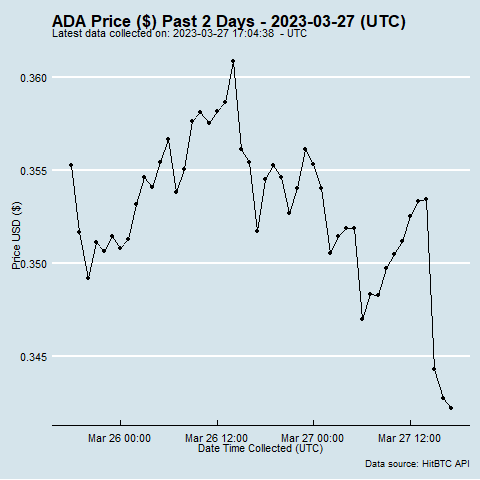 ADA Price ($) Past 2 Days - 2023-03-27 (UTC)
Latest data collected on: 2023-03-27 17:04:38 - UTC
0.360
0.355
0.350
0.345
Price USD ($)
Mar 26 00:00 Mar 26 12:00 Mar 27 00:00 Mar 27 12:00
Date Time Collected (UTC)
Data source: HitBTC API